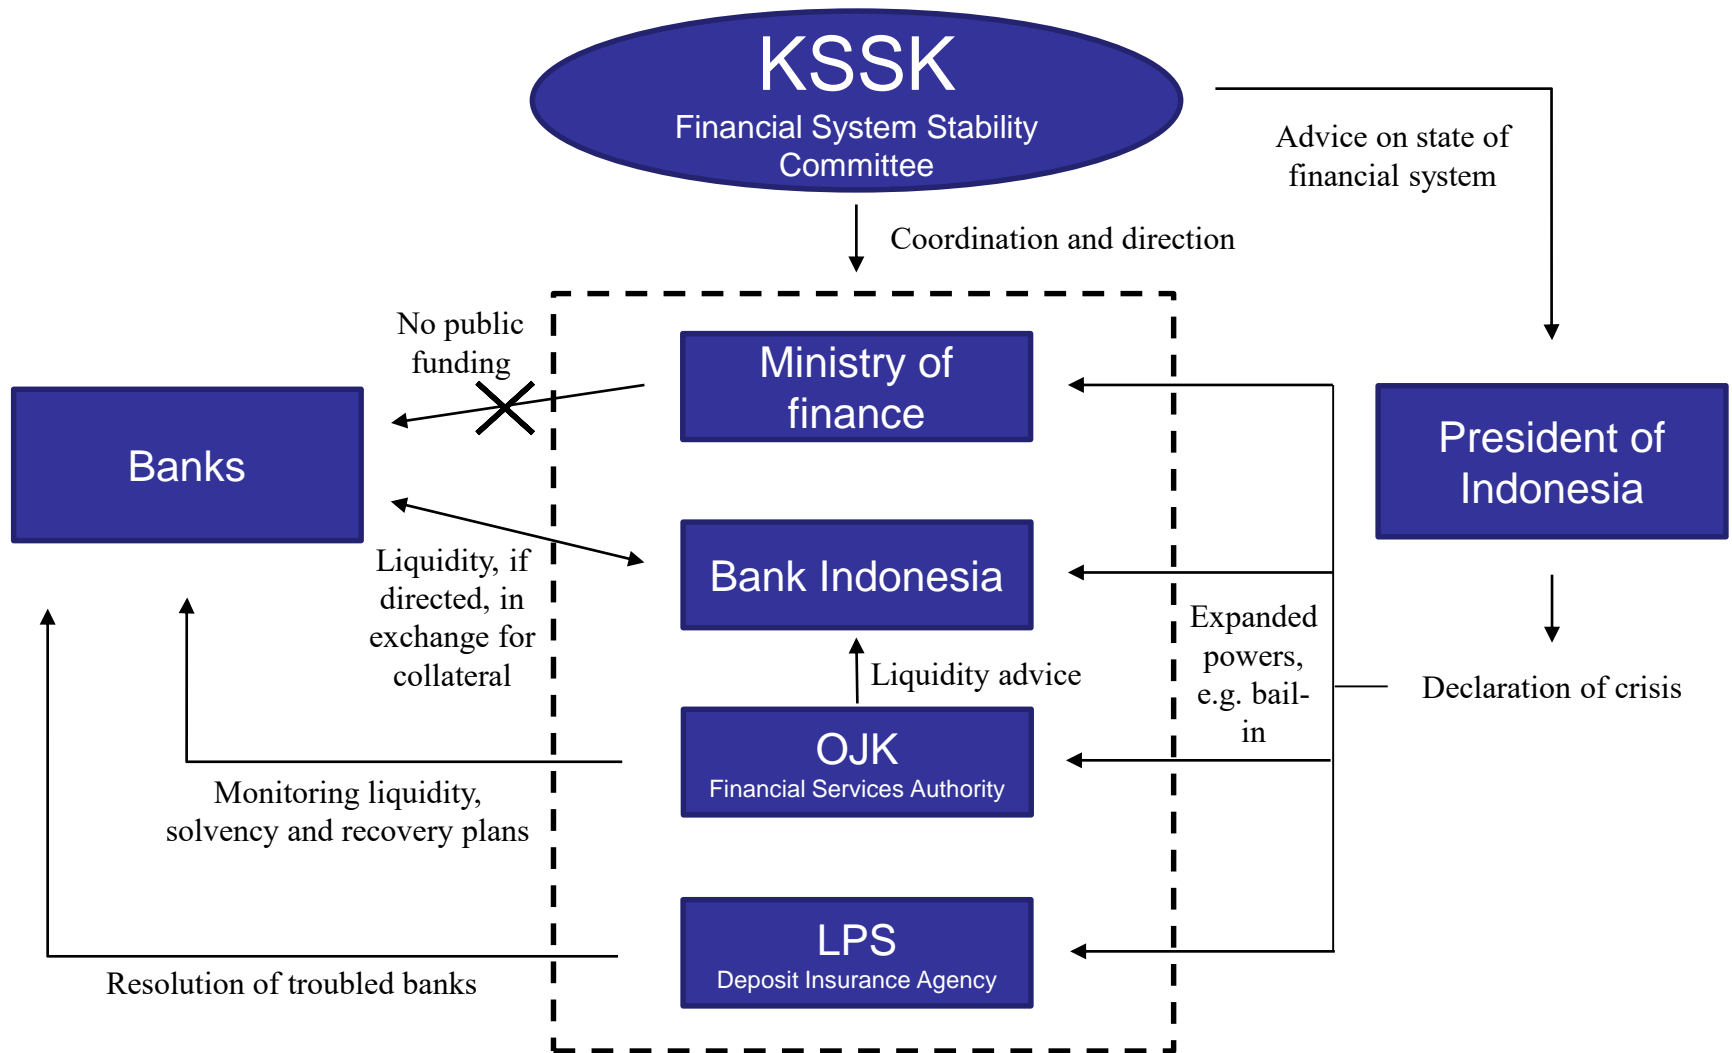 KSSK
Financial System Stability
Committee
Advice on state of
financial system
Coordination and direction
No public
funding
Ministry of
finance
Banks
President of
Indonesia
Liquidity, if
directed, in
exchange for
collateral
Bank Indonesia
Expanded
powers,
e.g. bail-
in
Liquidity advice
Declaration of crisis
OJK
Financial Services Authority
Monitoring liquidity,
solvency and recovery plans
LPS
Deposit Insurance Agency
Resolution of troubled banks